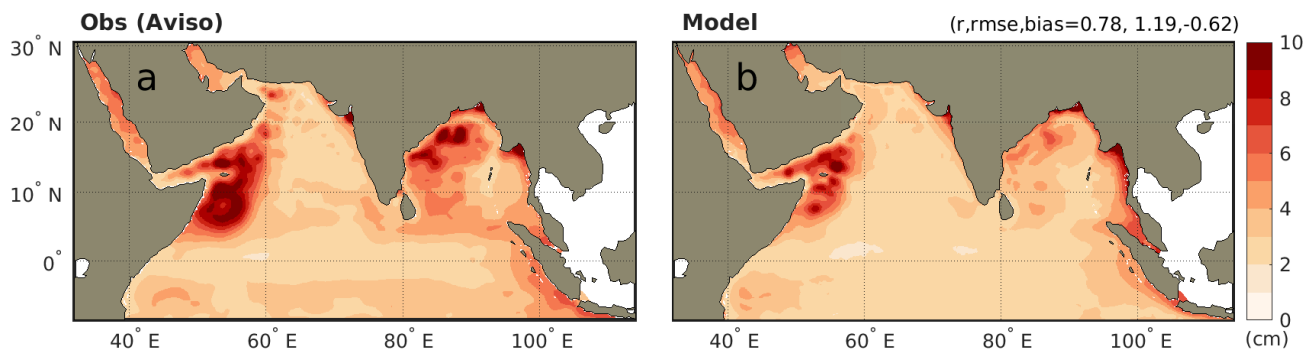 Obs (Aviso)
Model
(r,rmse,bias=0.78, 1.19,-0.62)
a
b
30° N
20° N
10° N
0°
40° E
60° E
80° E
100° E
40° E
60° E
80° E
100° E
10
8
6
4
2
0
(cm)